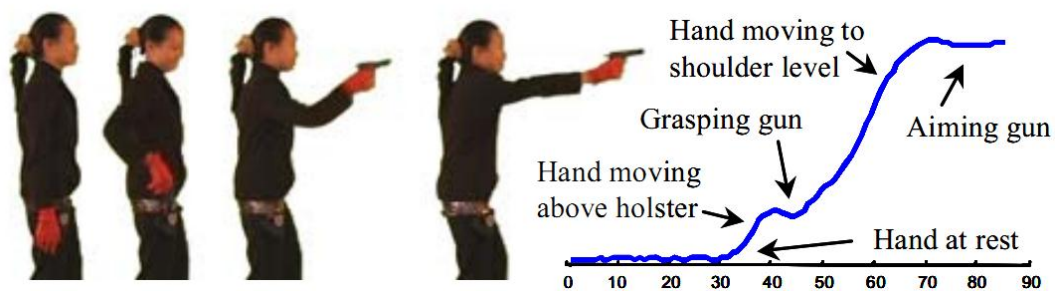 Hand moving to
shoulder level
Grasping gun
Aiming gun
Hand moving
above holster
Hand at rest
0 10 20 30 40 50 60 70 80 90